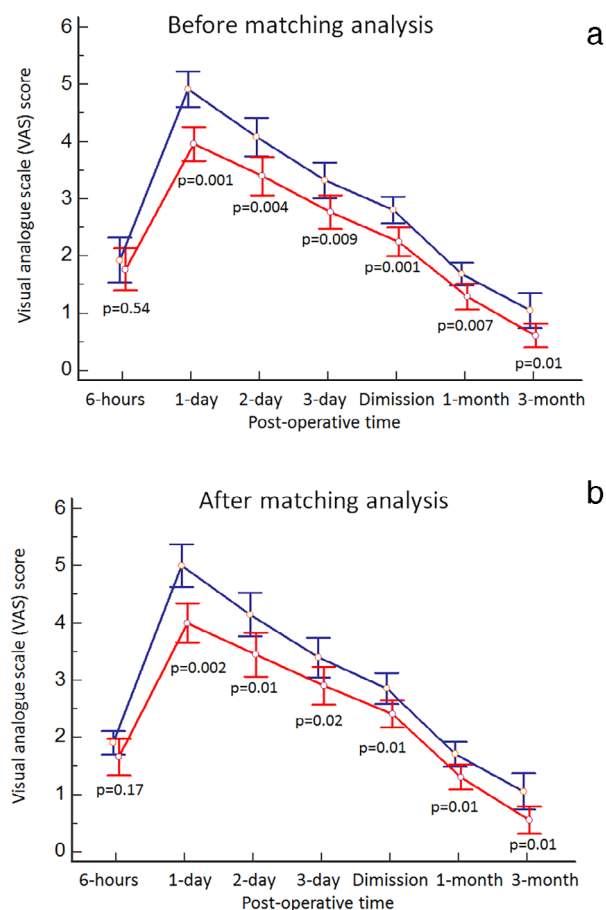 Before matching analysis
a
Visual analogue scale (VAS) score
6
5
4
3
2
1
0
p=0.54
p=0.001
p=0.004
p=0.009
p=0.001
p=0.007
p=0.01
6-hours 1-day 2-day 3-day Dimission 1-month 3-month
Post-operative time
After matching analysis
b
Visual analogue scale (VAS) score
6
5
4
3
2
1
0
p=0.17
p=0.002
p=0.01
p=0.02
p=0.01
p=0.01
p=0.01
6-hours 1-day 2-day 3-day Dimission 1-month 3-month
Post-operative time